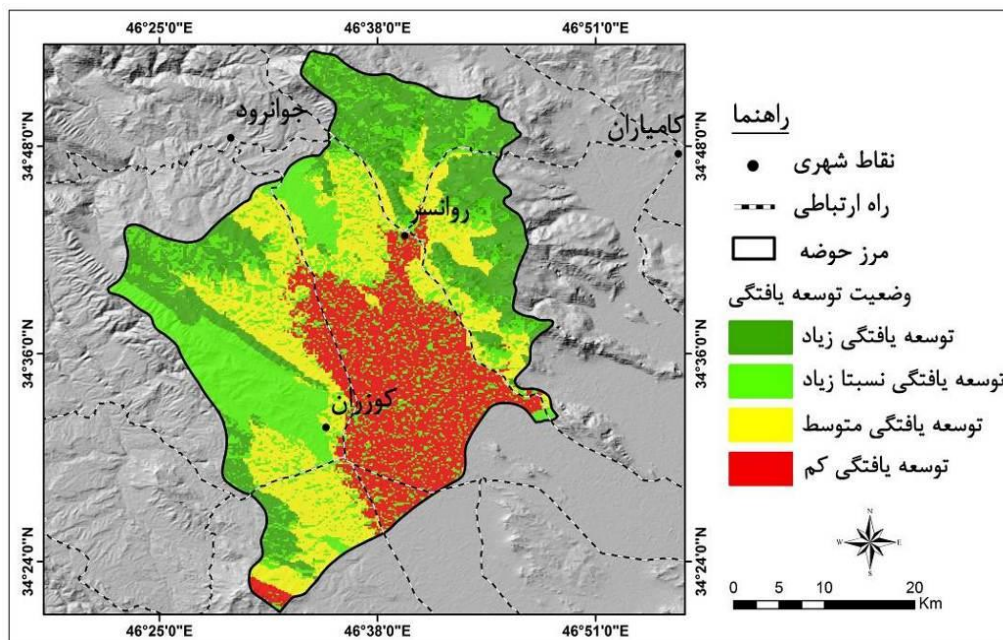 46°25'0"E 46°38'0"E 46°51'0"E
34°48'0"N
34°36'0"N
34°24'0"N
جوانرود
کامیاران
روانسر
کوزران
34°48'0"N
34°36'0"N
34°24'0"N
46°25'0"E 46°38'0"E 46°51'0"E
راهنما
نقاط شهری
راه ارتباطی
مرز حوضه
وضعیت توسعه یافتگی
توسعه یافتگی زیاد
توسعه یافتگی نسبتا زیاد
توسعه یافتگی متوسط
توسعه یافتگی کم
N
W E
S
0 5 10 20
Km